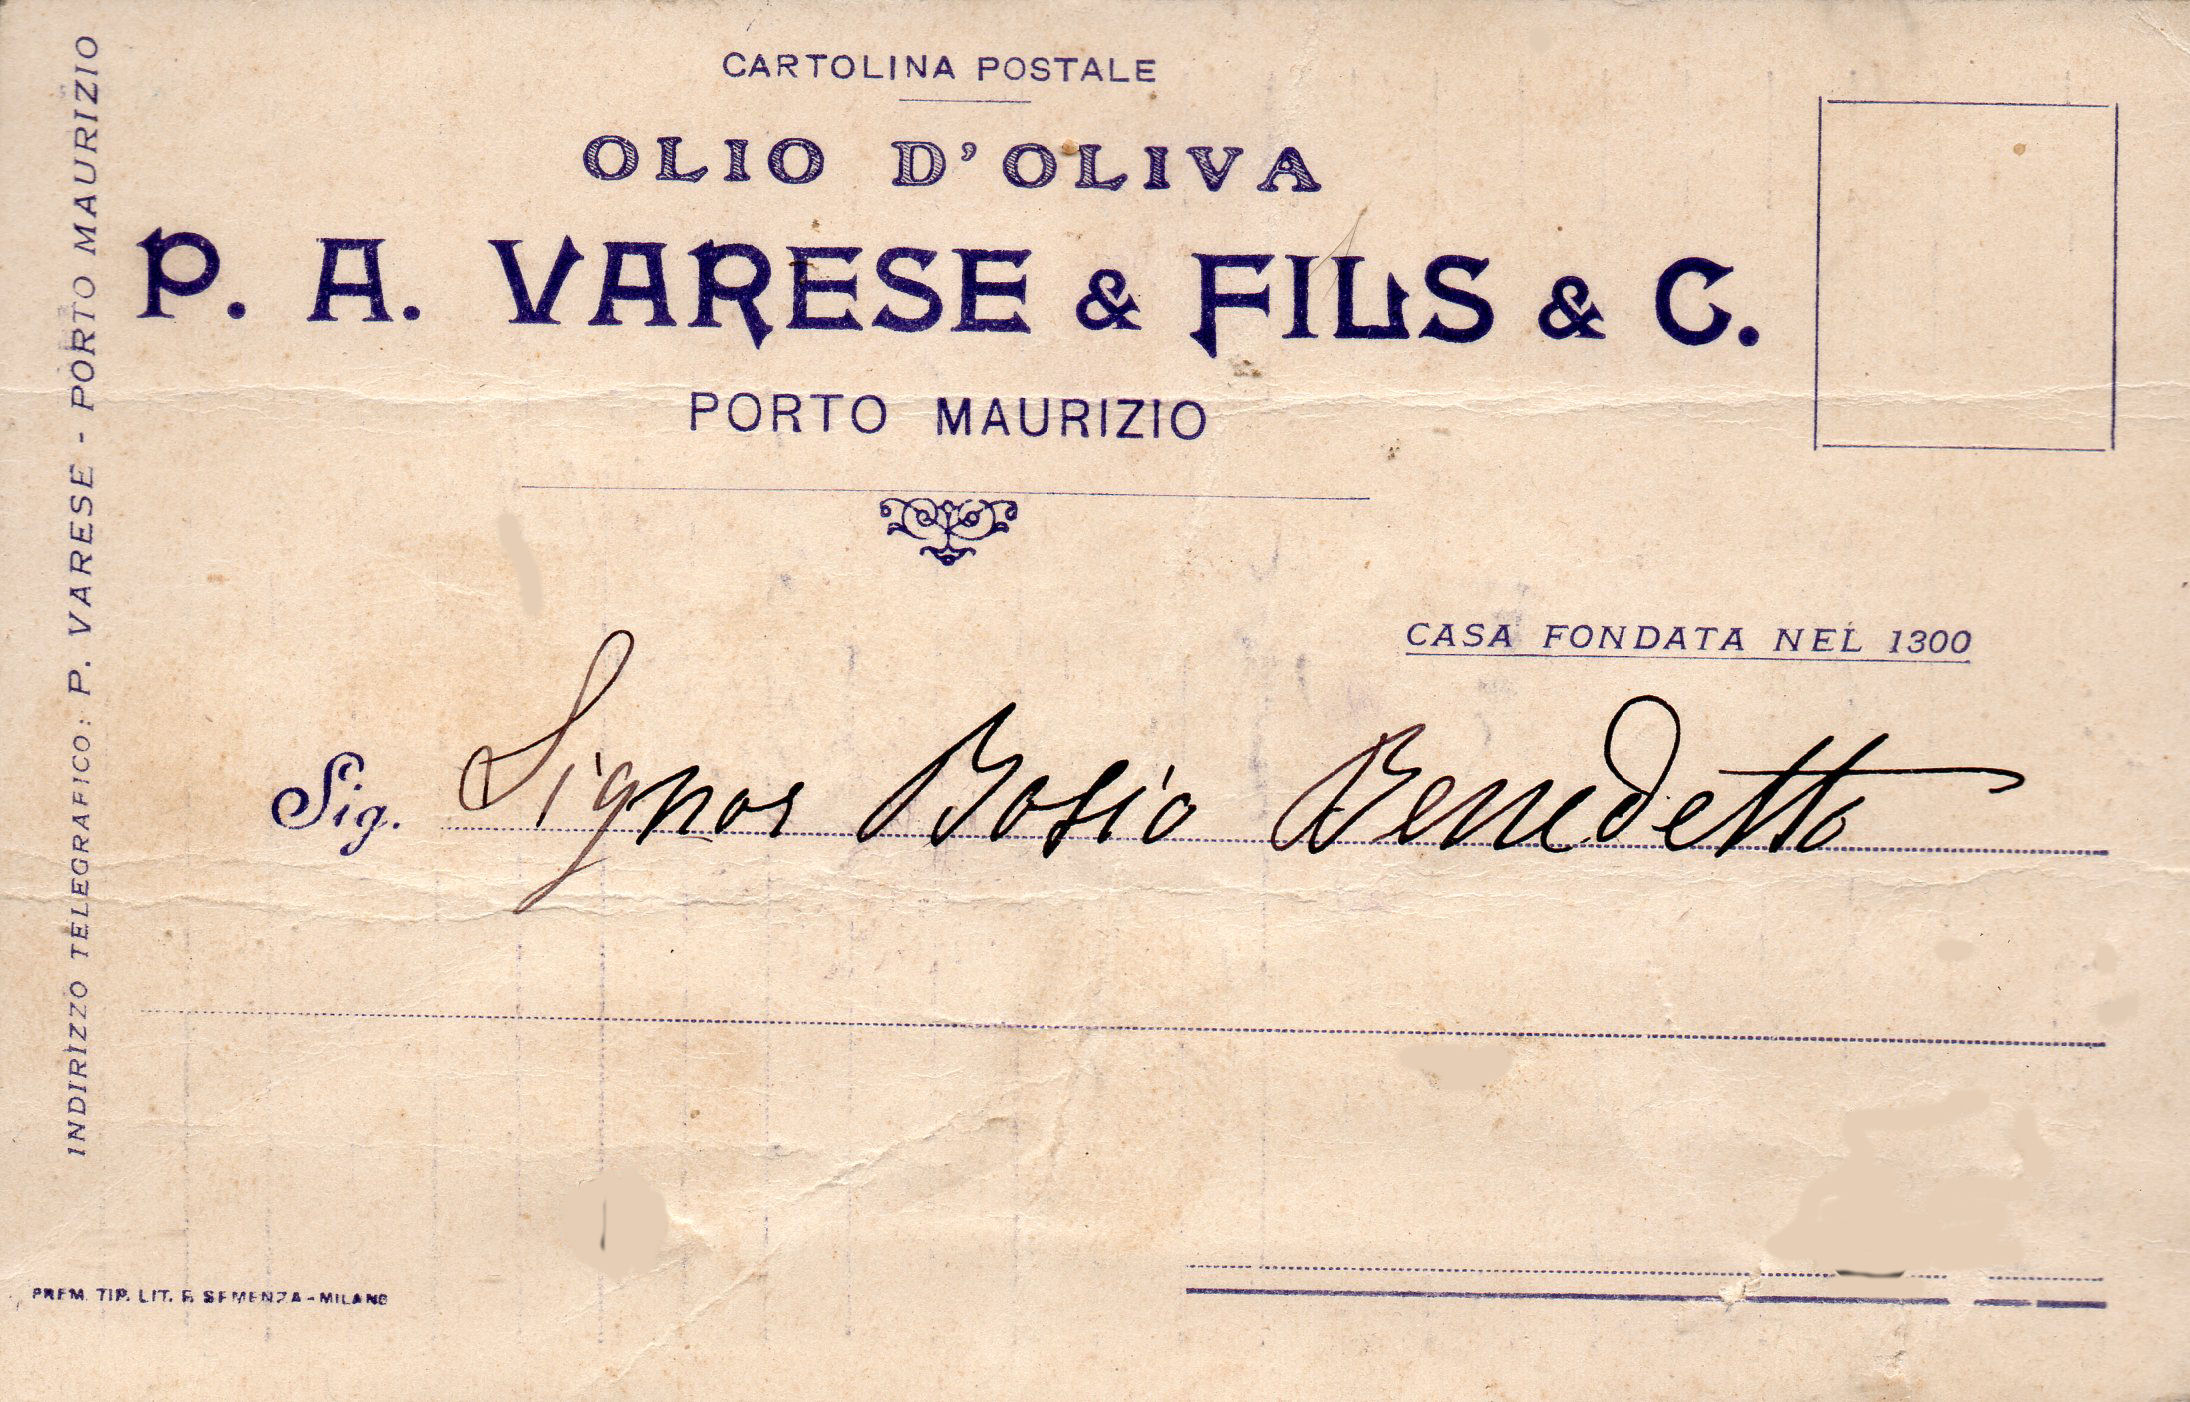 CARTOLINA POSTALE
OLIO D'OLIVA
P. A. VARESE & FILS & C.
PORTO MAURIZIO
CASA FONDATA NEL 1300
Sig. Signor Bosio Benedetto
INDIRIZZO TELEGRAFICO: P. VARESE - PORTO MAURIZIO
PREM. TIP. LIT. F. SEMENZA - MILANO